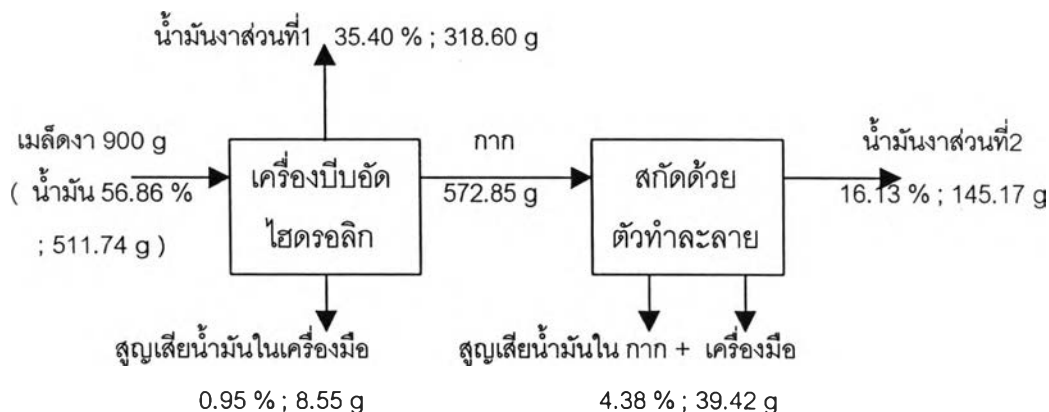 น้ำมันงาส่วนที่1 35.40 % ; 318.60 g
เมล็ดงา 900 g
( น้ำมัน 56.86 %
; 511.74 g )
เครื่องบีบอัด
ไฮดรอลิก
กาก
572.85 g
สกัดด้วย
ตัวทำละลาย
น้ำมันงาส่วนที่2
16.13 % ; 145.17 g
สูญเสียน้ำมันในเครื่องมือ
0.95 % ; 8.55 g
สูญเสียน้ำมันใน กาก + เครื่องมือ
4.38 % ; 39.42 g